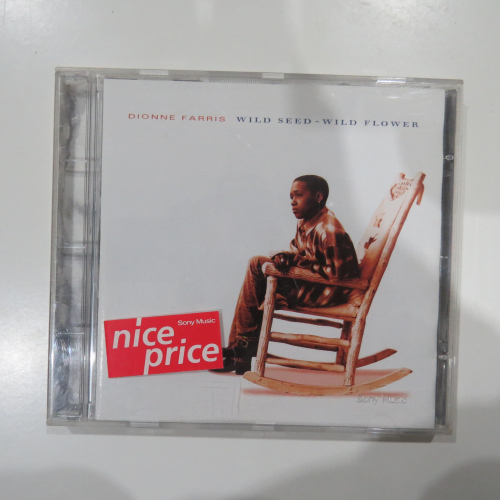 DIONNE FARRIS WILD SEED – WILD FLOWER
Sony Music
nice
price